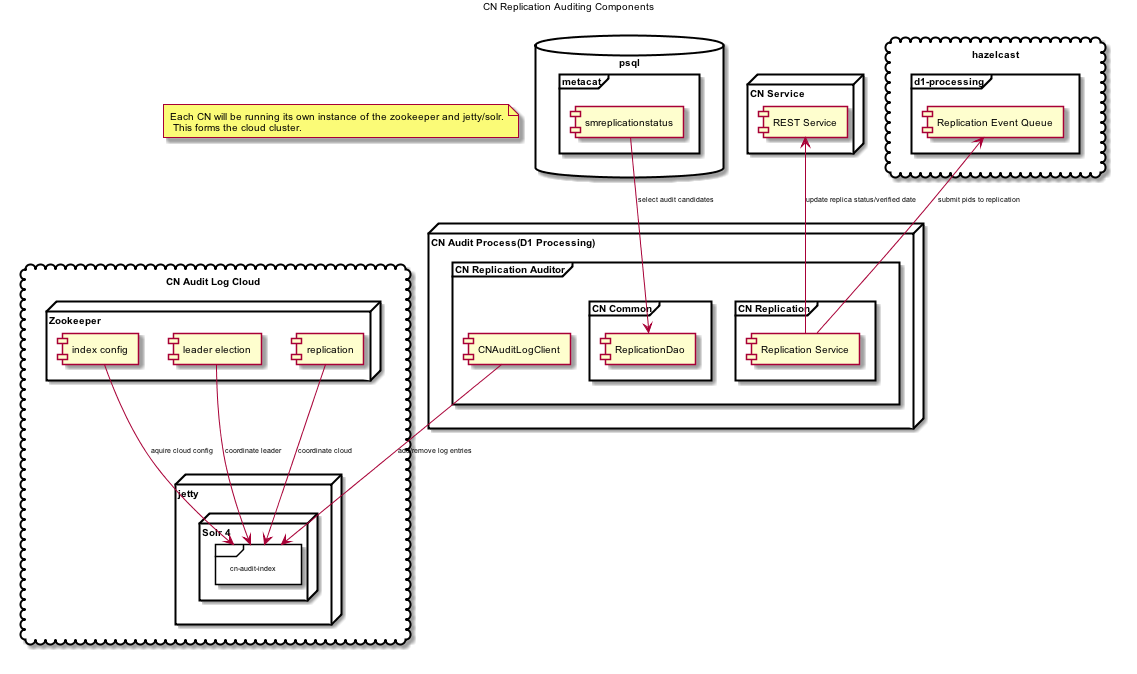 CN Replication Auditing Components
psql
metacat
smreplicationstatus
CN Service
REST Service
hazelcast
d1-processing
Replication Event Queue
Each CN will be running its own instance of the zookeeper and jetty/solr.
This forms the cloud cluster.
select audit candidates
update replica status/verified date
submit pids to replication
CN Audit Process(D1 Processing)
CN Replication Auditor
CNAuditLogClient
CN Common
ReplicationDao
CN Replication
Replication Service
CN Audit Log Cloud
Zookeeper
index config
leader election
replication
aquire cloud config
coordinate leader
coordinate cloud
add/remove log entries
jetty
Solr 4
cn-audit-index